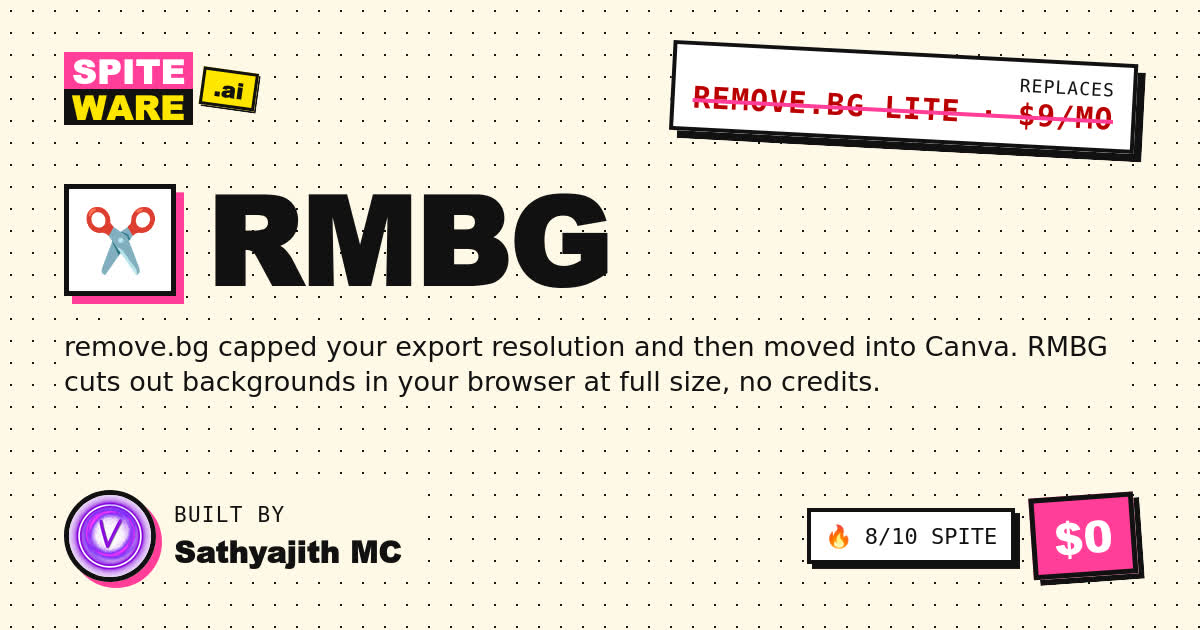 SPITE
WARE
.ai
REPLACES
REMOVE.BG LITE · $9/MO
RMBG
remove.bg capped your export resolution and then moved into Canva. RMBG
cuts out backgrounds in your browser at full size, no credits.
BUILT BY
Sathyajith MC
V
🔥 8/10 SPITE
$0